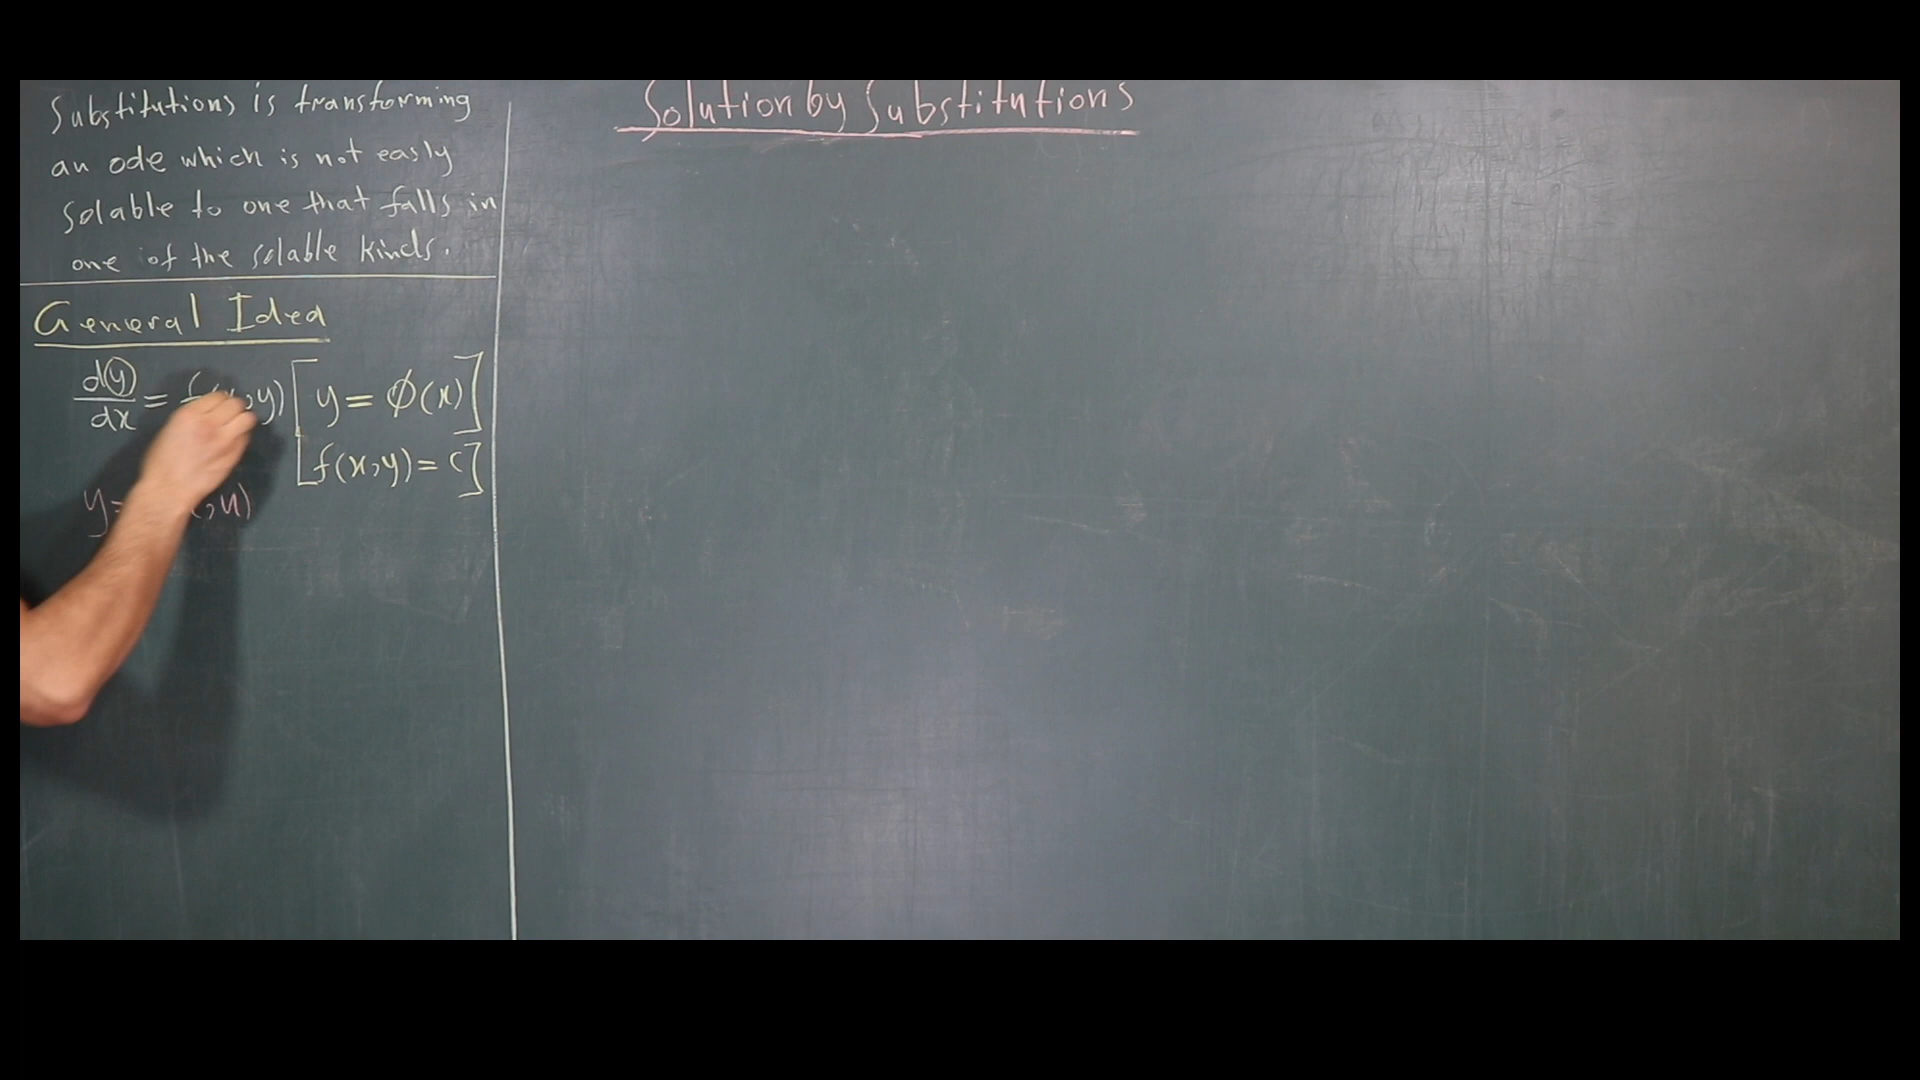 Solution by Substitutions
Substitutions is transforming
an ode which is not easly
Solable to one that falls in
one of the solable kinds.
General Idea
dy/dx = (x,y) [y = φ(x)]
[f(x,y) = c]
y= ,u)